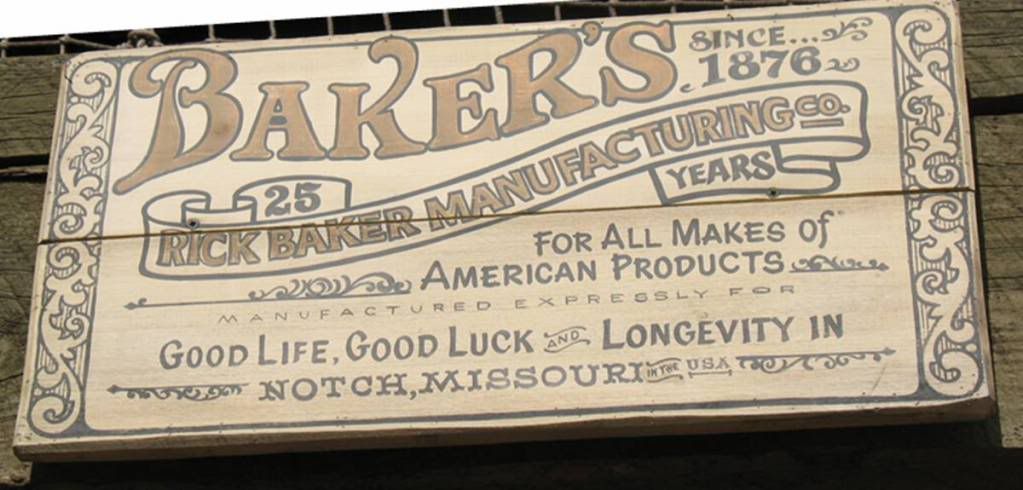 BAKER'S
SINCE...
1876
25
YEARS
RICK BAKER MANUFACTURING CO.
FOR ALL MAKES of
AMERICAN PRODUCTS
MANUFACTURED EXPRESSLY FOR
GOOD LIFE, GOOD LUCK AND LONGEVITY IN
NOTCH, MISSOURI IN THE USA